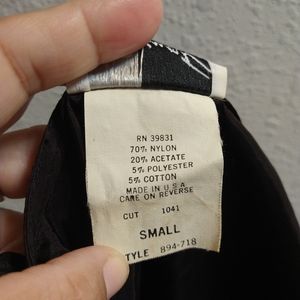 RN 39831
70% NYLON
20% ACETATE
5% POLYESTER
5% COTTON
MADE IN U.S.A
CARE ON REVERSE
CUT 1041
SMALL
STYLE 894-718